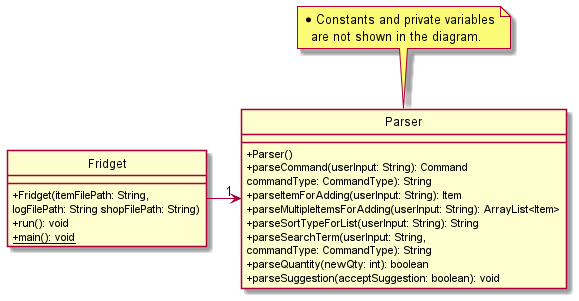 • Constants and private variables
are not shown in the diagram.
Parser
+Parser()
+parseCommand(userInput: String): Command
commandType: CommandType): String
+parseItemForAdding(userInput: String): Item
+parseMultipleItemsForAdding(userInput: String): ArrayList<Item>
+parseSortTypeForList(userInput: String): String
+parseSearchTerm(userInput: String,
commandType: CommandType): String
+parseQuantity(newQty: int): boolean
+parseSuggestion(acceptSuggestion: boolean): void
Fridget
+Fridget(itemFilePath: String,
logFilePath: String shopFilePath: String)
+run(): void
+main(): void
1